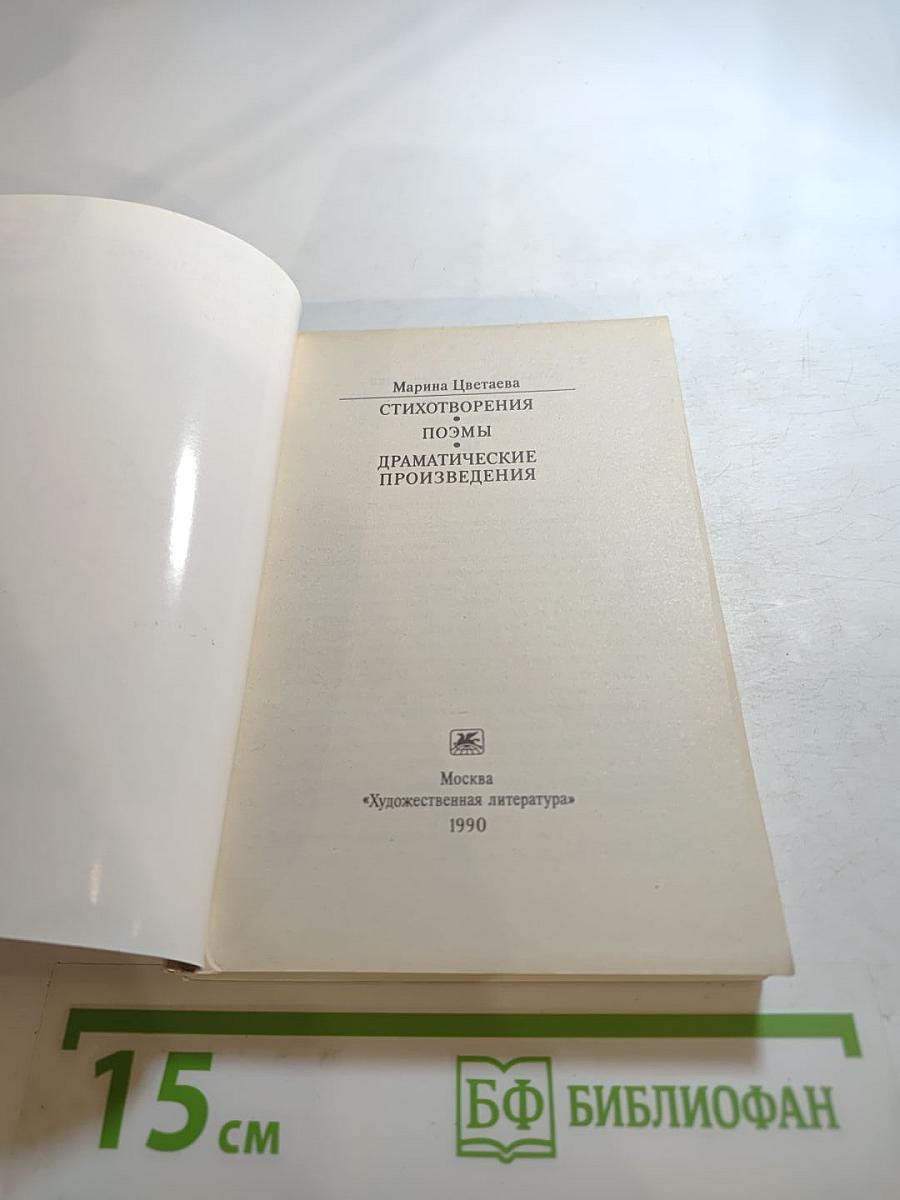 Марина Цветаева
СТИХОТВОРЕНИЯ
•
ПОЭМЫ
•
ДРАМАТИЧЕСКИЕ
ПРОИЗВЕДЕНИЯ
Москва
«Художественная литература»
1990
15 см
БФ БИБЛИОФАН